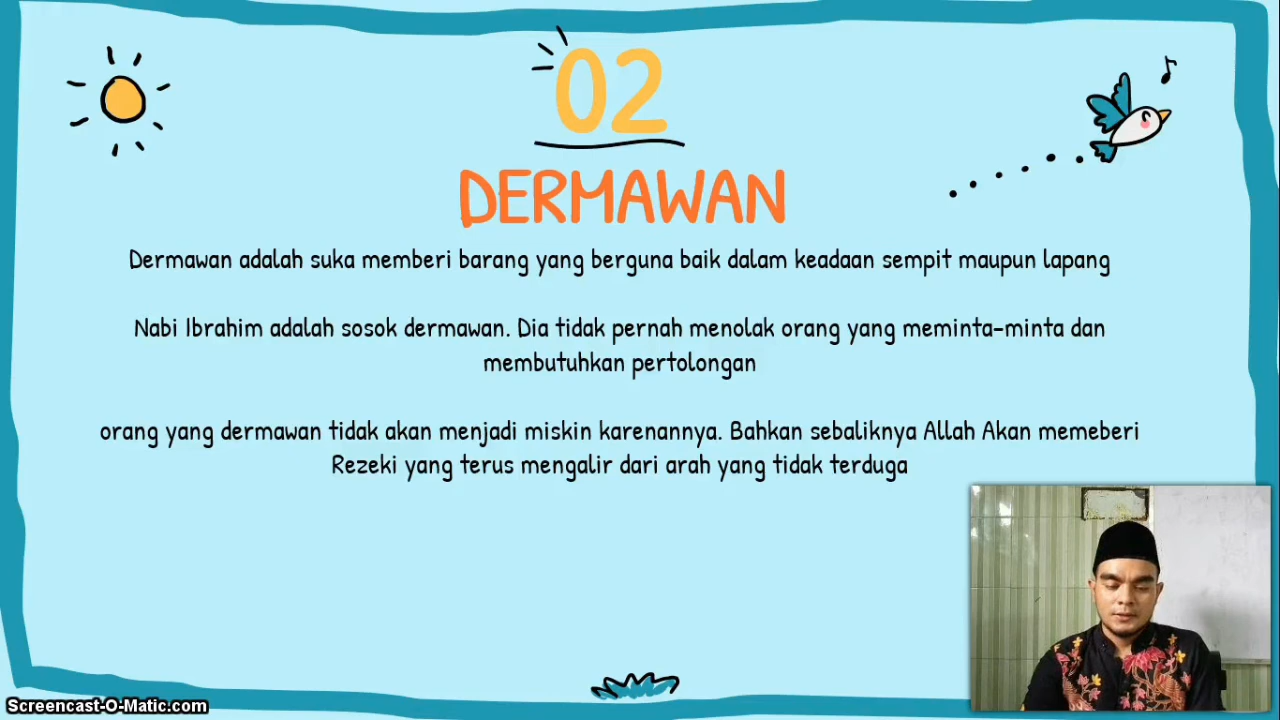 02
DERMAWAN
Dermawan adalah suka memberi barang yang berguna baik dalam keadaan sempit maupun lapang
Nabi Ibrahim adalah sosok dermawan. Dia tidak pernah menolak orang yang meminta-minta dan
membutuhkan pertolongan
orang yang dermawan tidak akan menjadi miskin karenannya. Bahkan sebaliknya Allah Akan memeberi
Rezeki yang terus mengalir dari arah yang tidak terduga
Screencast-O-Matic.com